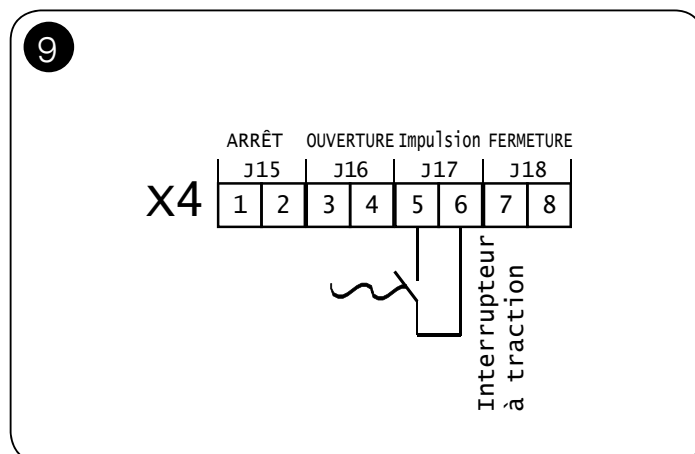 9
ARRÊT OUVERTURE Impulsion FERMETURE
J15 J16 J17 J18
X4 1 2 3 4 5 6 7 8
Interrupteur
à traction